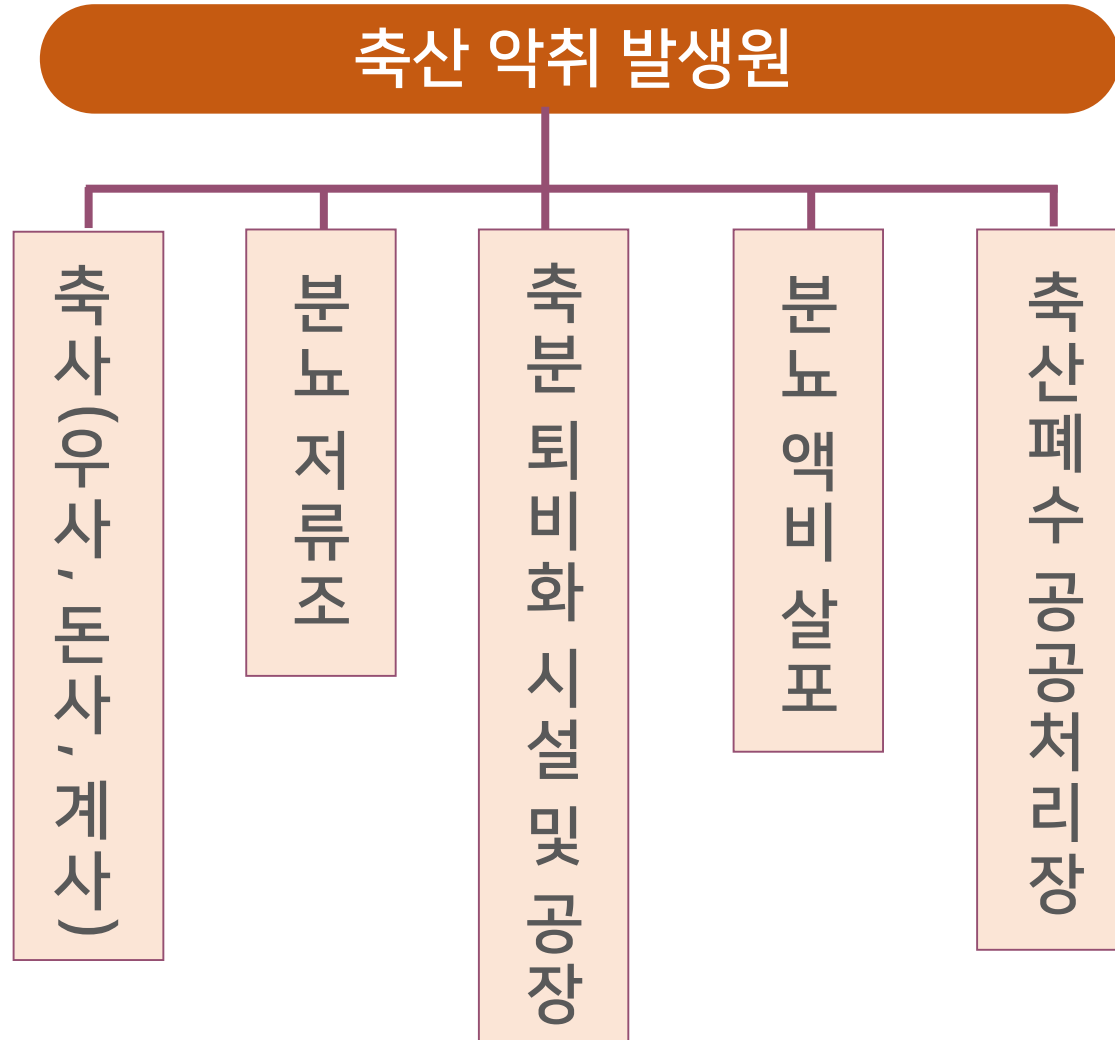 축산 악취 발생원
축사(우사, 돈사, 계사)
분뇨 저류조
축분 퇴비화 시설 및 공장
분뇨 액비 살포
축산폐수 공공처리장